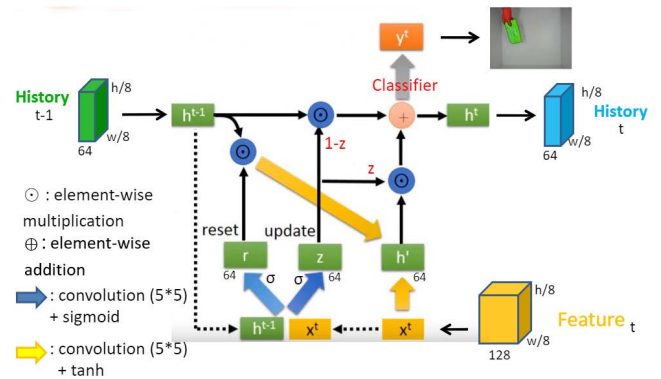 y^t
Classifier
h/8
History
t-1
w/8
64
h^{t-1}
⊙
+
h^t
h/8
History
t
w/8
64
1-z
z
⊙
⊙
⊙ : element-wise
multiplication
⊕ : element-wise
addition
: convolution (5*5)
+ sigmoid
: convolution (5*5)
+ tanh
reset
update
r
z
h'
64
σ
σ
64
64
h^{t-1}
x^t
x^t
h/8
Feature t
w/8
128